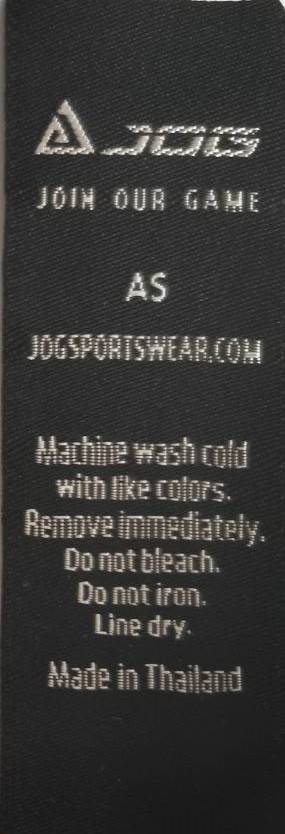 JOG
JOIN OUR GAME
AS
JOGSPORTSWEAR.COM
Machine wash cold
with like colors.
Remove immediately.
Do not bleach.
Do not iron.
Line dry.
Made in Thailand